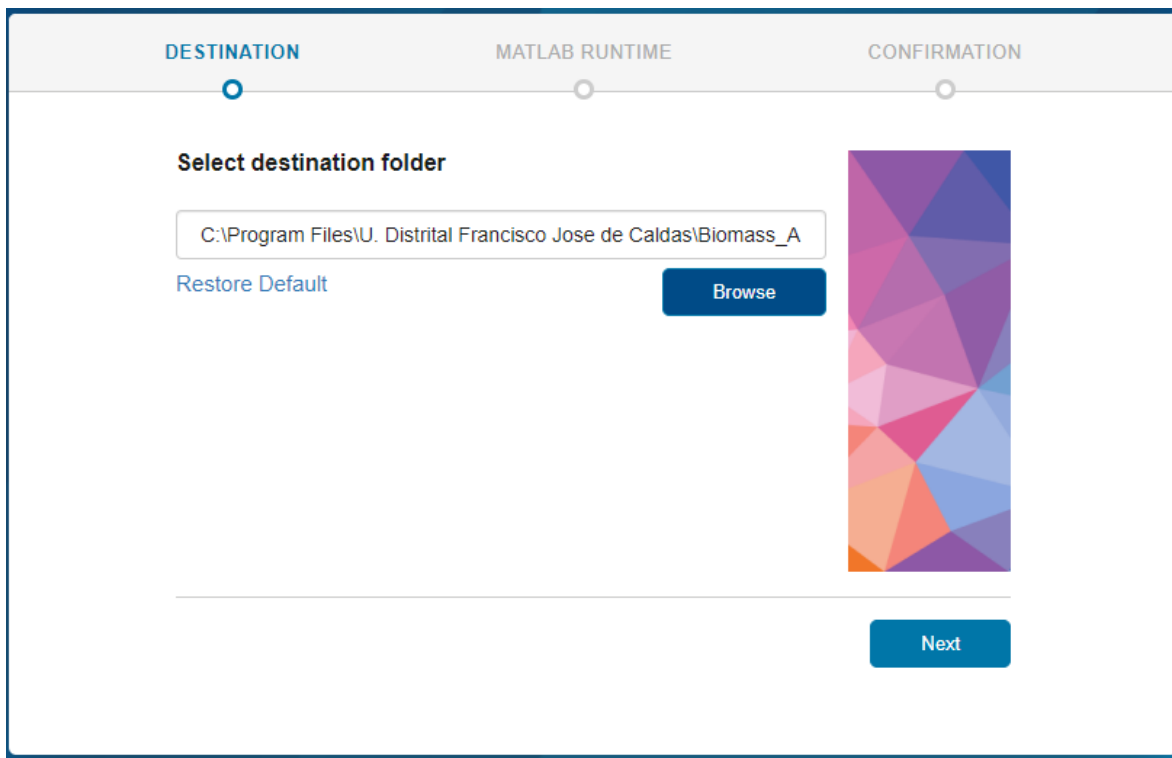 DESTINATION MATLAB RUNTIME CONFIRMATION
Select destination folder
C:\Program Files\U. Distrital Francisco Jose de Caldas\Biomass_A
Restore Default
Browse
Next